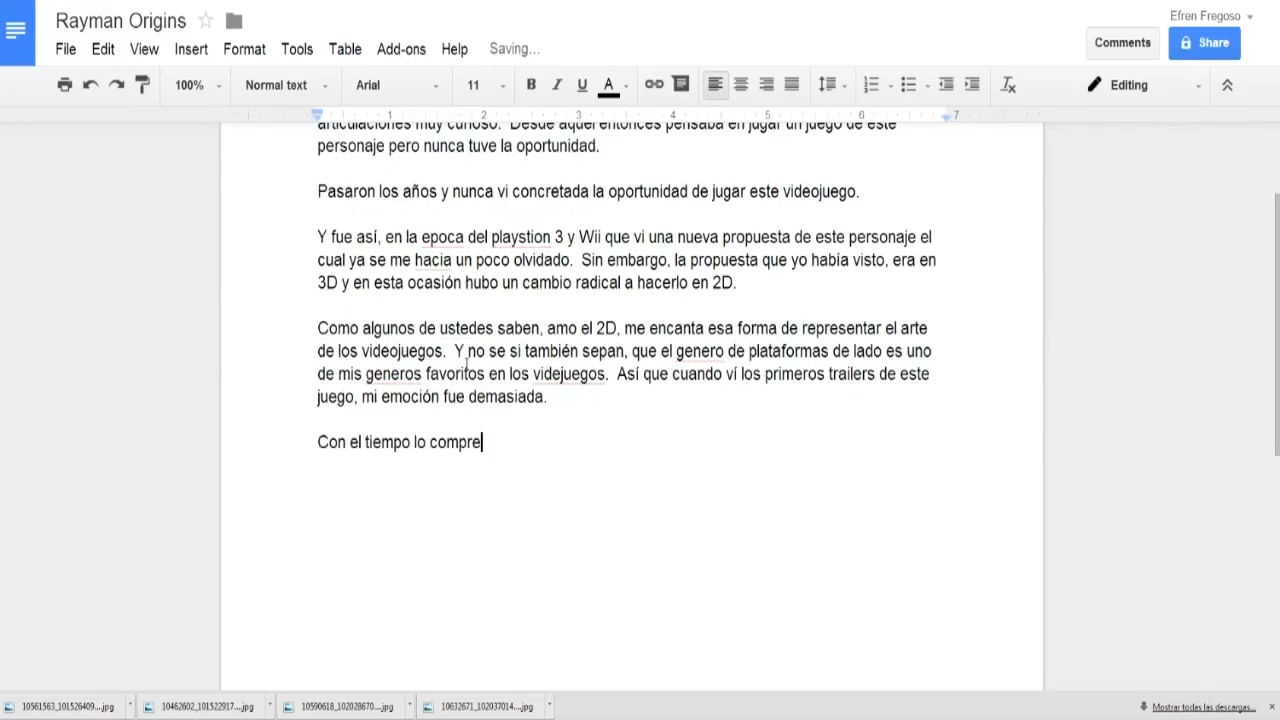 Rayman Origins
Efren Fregoso
File Edit View Insert Format Tools Table Add-ons Help Saving...
Comments Share
100% Normal text Arial 11 B I U A Editing
1 2 3 4 5 6 7
articulaciones muy curioso. Desde aquel entonces pensaba en jugar un juego de este
personaje pero nunca tuve la oportunidad.
Pasaron los años y nunca vi concretada la oportunidad de jugar este videojuego.
Y fue así, en la epoca del playstion 3 y Wii que vi una nueva propuesta de este personaje el
cual ya se me hacia un poco olvidado. Sin embargo, la propuesta que yo había visto, era en
3D y en esta ocasión hubo un cambio radical a hacerlo en 2D.
Como algunos de ustedes saben, amo el 2D, me encanta esa forma de representar el arte
de los videojuegos. Y no se si también sepan, que el genero de plataformas de lado es uno
de mis generos favoritos en los videjuegos. Así que cuando ví los primeros trailers de este
juego, mi emoción fue demasiada.
Con el tiempo lo compre
10561563_101526409....jpg 10462602_101522917....jpg 10590618_102028670....jpg 10632671_102037014....jpg Mostrar todas las descargas...